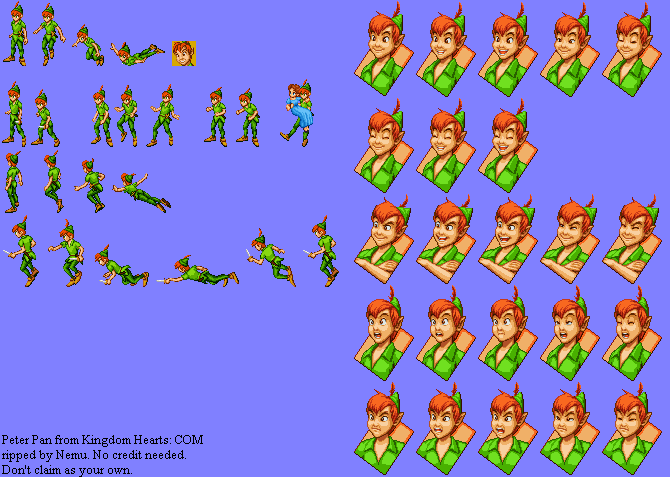 Peter Pan from Kingdom Hearts: COM
ripped by Nemu. No credit needed.
Don't claim as your own.